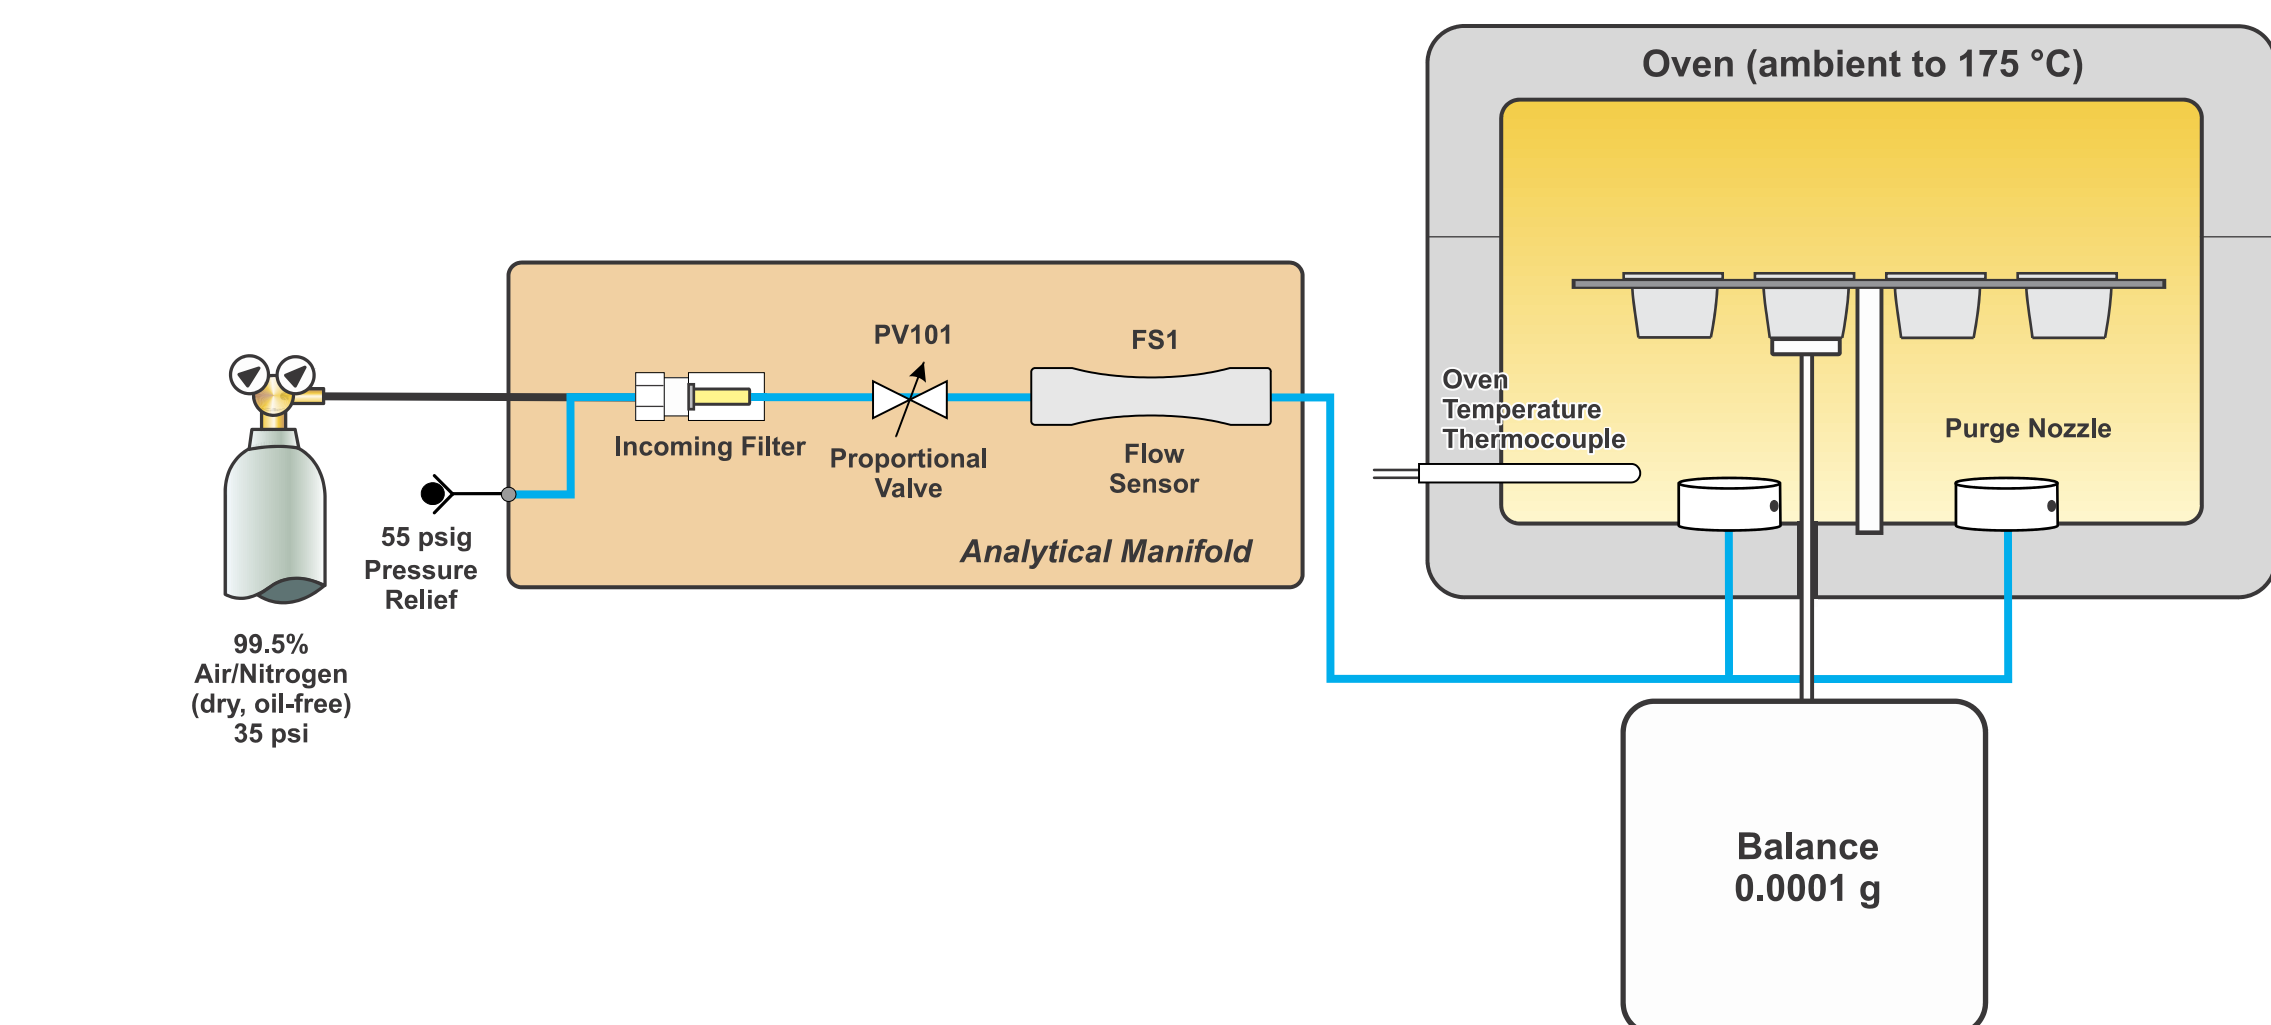 Oven (ambient to 175 °C)
PV101
FS1
Oven
Temperature
Thermocouple
Purge Nozzle
Incoming Filter
Proportional
Valve
Flow
Sensor
55 psig
Pressure
Relief
Analytical Manifold
99.5%
Air/Nitrogen
(dry, oil-free)
35 psi
Balance
0.0001 g